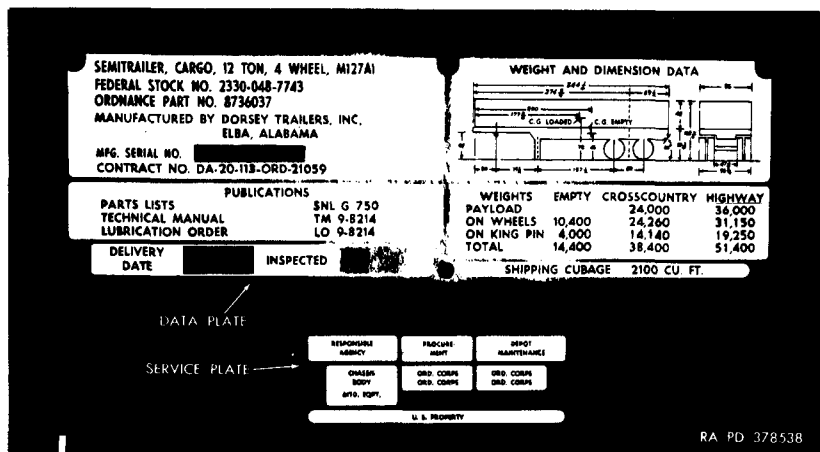 SEMITRAILER, CARGO, 12 TON, 4 WHEEL, M127A1
FEDERAL STOCK NO. 2330-048-7743
ORDNANCE PART NO. 8736037
MANUFACTURED BY DORSEY TRAILERS, INC.
ELBA, ALABAMA
MFG. SERIAL NO.
CONTRACT NO. DA-20-113-ORD-21059
PUBLICATIONS
PARTS LISTS SNL G 750
TECHNICAL MANUAL TM 9-8214
LUBRICATION ORDER LO 9-8214
DELIVERY DATE INSPECTED
WEIGHT AND DIMENSION DATA
C.G. LOADED C.G. EMPTY
WEIGHTS EMPTY CROSSCOUNTRY HIGHWAY
PAYLOAD 24,000 36,000
ON WHEELS 10,400 24,260 31,150
ON KING PIN 4,000 14,140 19,250
TOTAL 14,400 38,400 51,400
SHIPPING CUBAGE 2100 CU. FT.
DATA PLATE
SERVICE PLATE
RESPONSIBLE AGENCY PROCUREMENT DEPOT MAINTENANCE
CHASSIS ORD. CORPS ORD. CORPS
BODY ORD. CORPS ORD. CORPS
U. S. PROPERTY
RA PD 378538